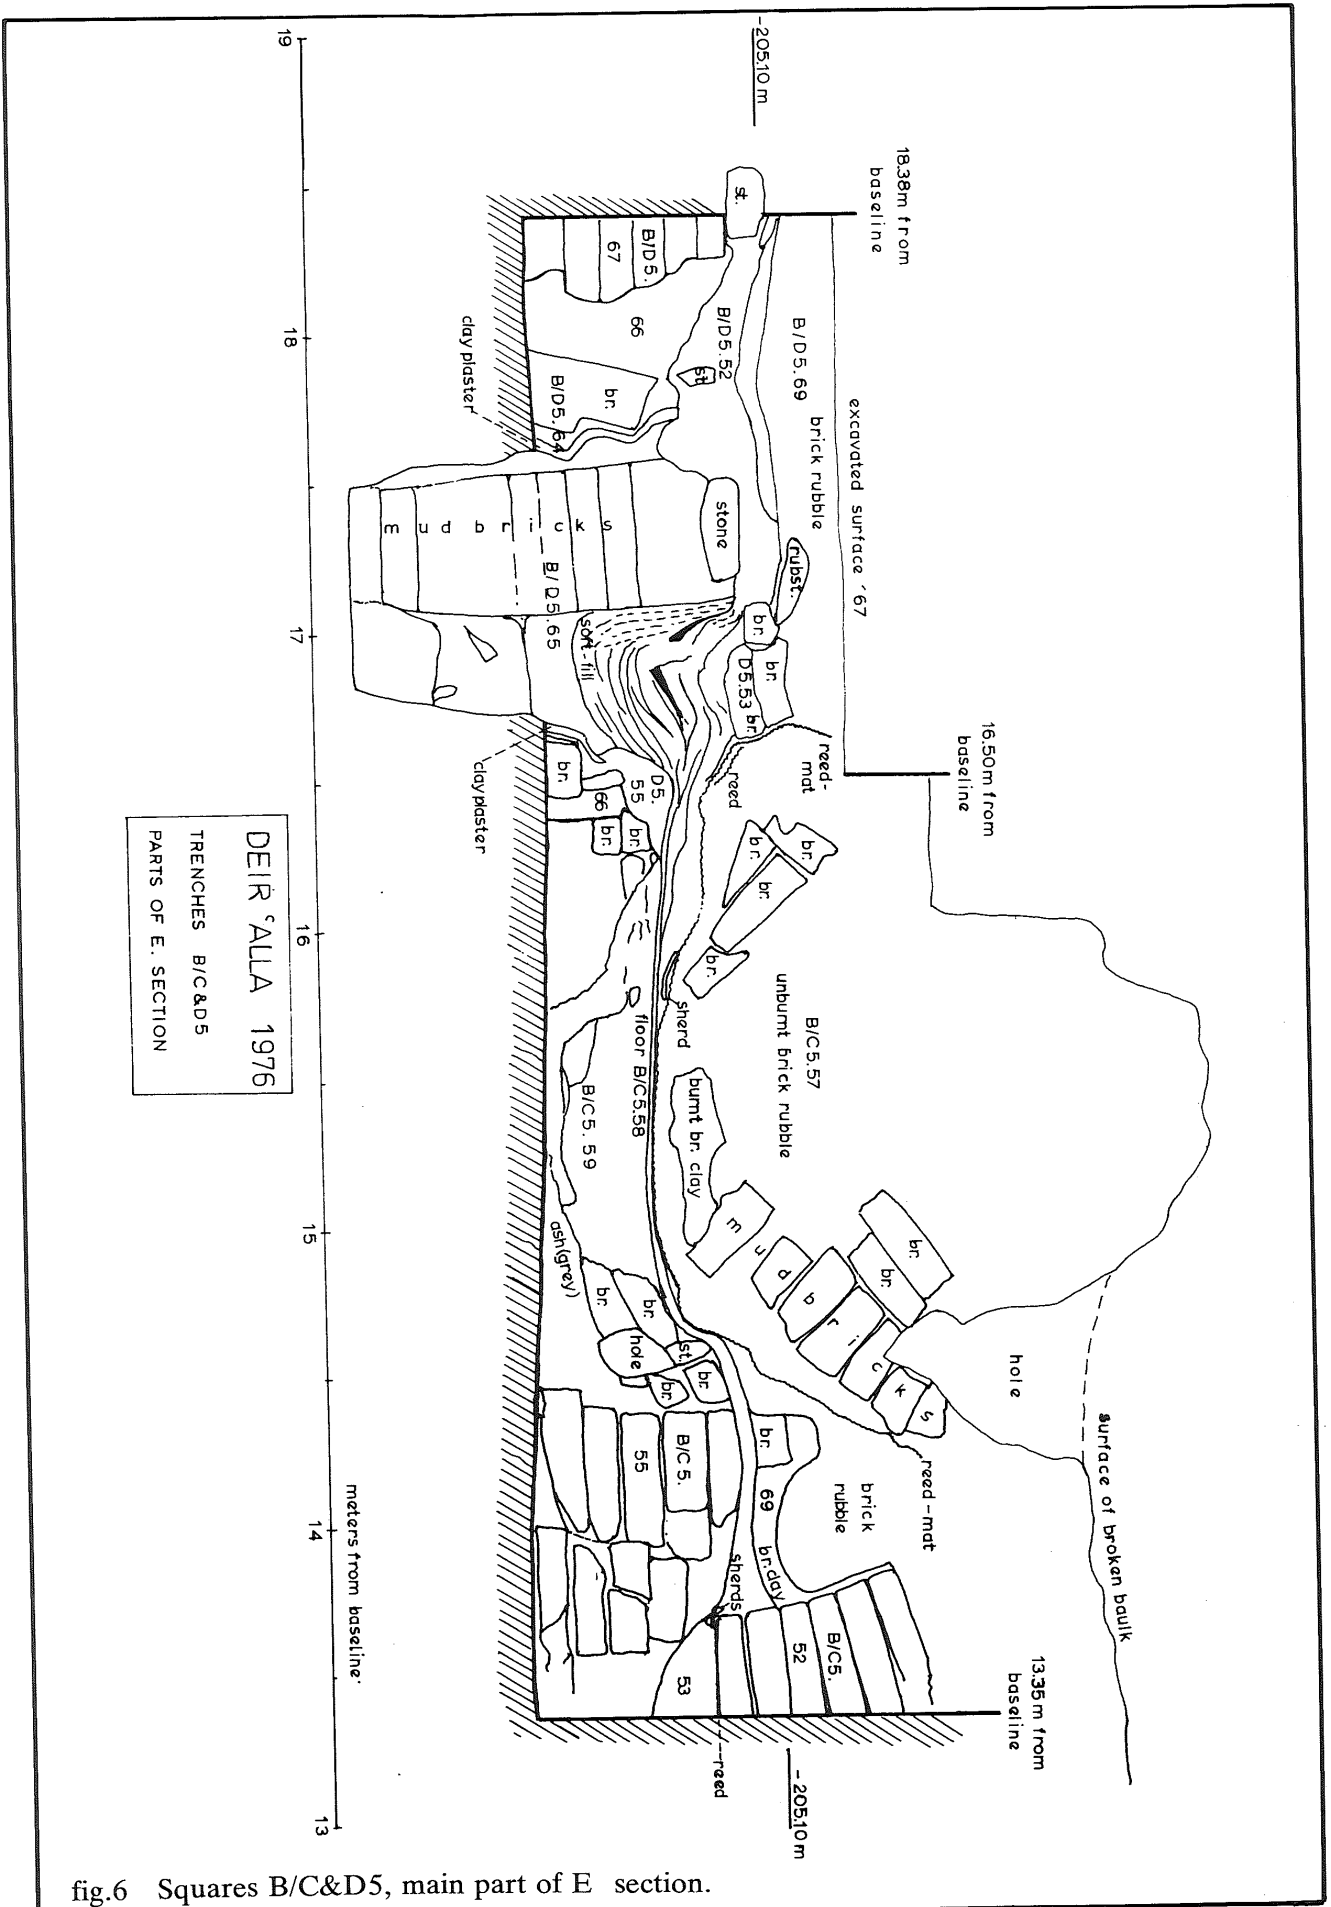 19
18
17
16
15
14
13
meters from baseline
-205.10 m
18.38m from
baseline
16.50m from
baseline
13.35 m from
baseline
- 205.10 m
st.
B/D5.
67
66
B/D5.52
st
B/D5.69
brick rubble
excavated surface '67
clay plaster
B/D5.64
br.
mud bricks
B/D5.65
stone
rubst.
br.
br.
D5.53
br.
soft-fill
reed-
mat
reed
clay plaster
br.
66
D5.
55
br.
br.
br.
br.
br.
br.
sherd
B/C5.57
unburnt brick rubble
floor B/C5.58
B/C5.59
burnt br. clay
ash(grey)
mud bricks
br.
br.
hole
surface of broken baulk
br.
br.
hole
st.
br.
br.
B/C5.
55
br.
69
br.clay
brick
rubble
reed-mat
sherds
53
52
B/C5.
reed
DEIR ʿALLA 1976
TRENCHES B/C&D5
PARTS OF E. SECTION
fig.6 Squares B/C&D5, main part of E section.